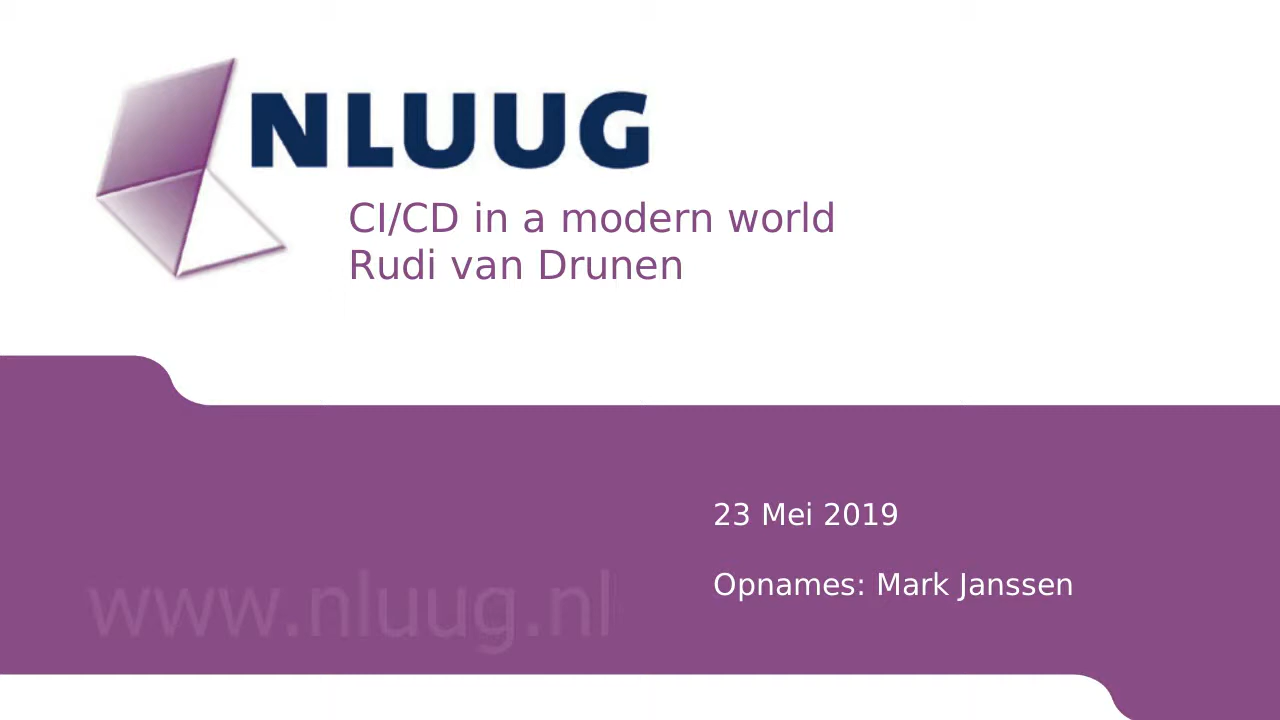 NLUUG
CI/CD in a modern world
Rudi van Drunen
23 Mei 2019
Opnames: Mark Janssen
www.nluug.nl